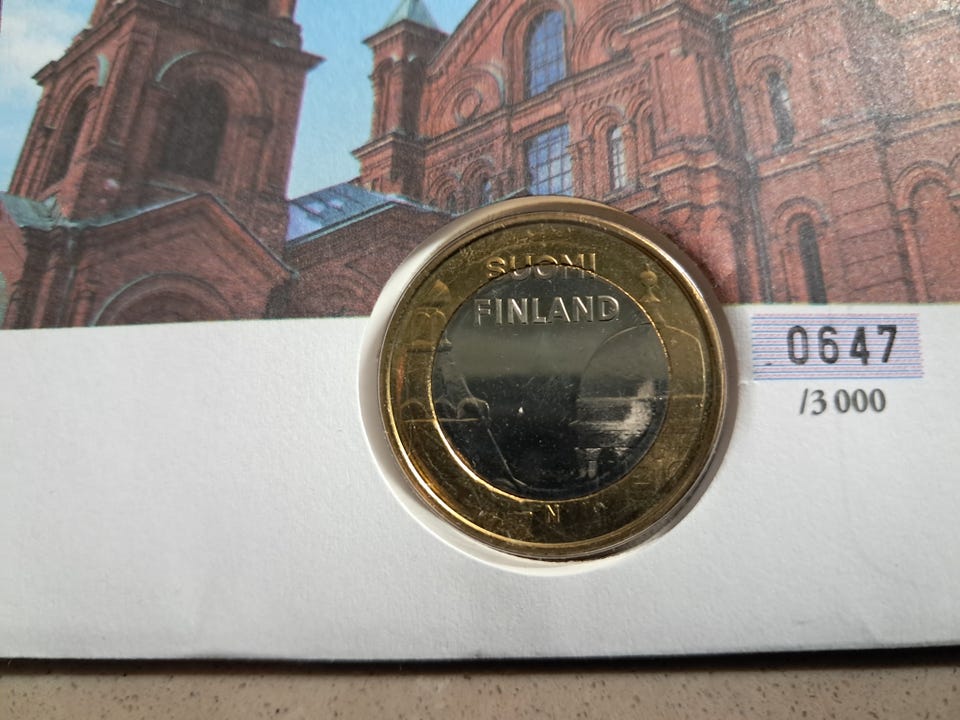 SUOMI
FINLAND
0647
/3 000
N